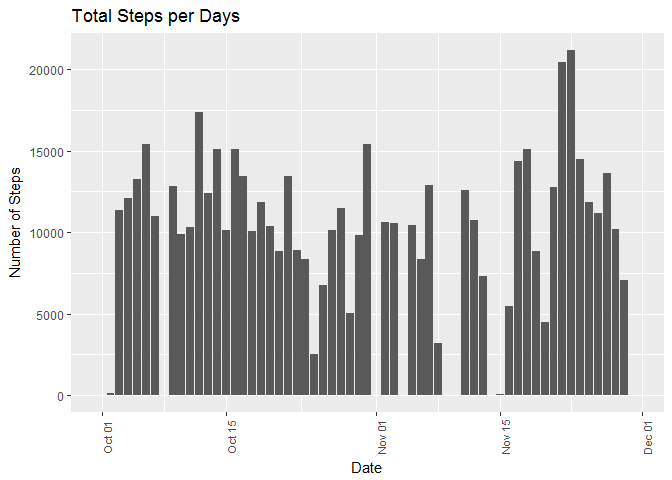 Total Steps per Days
Number of Steps
20000
15000
10000
5000
0
Oct 01
Oct 15
Nov 01
Nov 15
Dec 01
Date